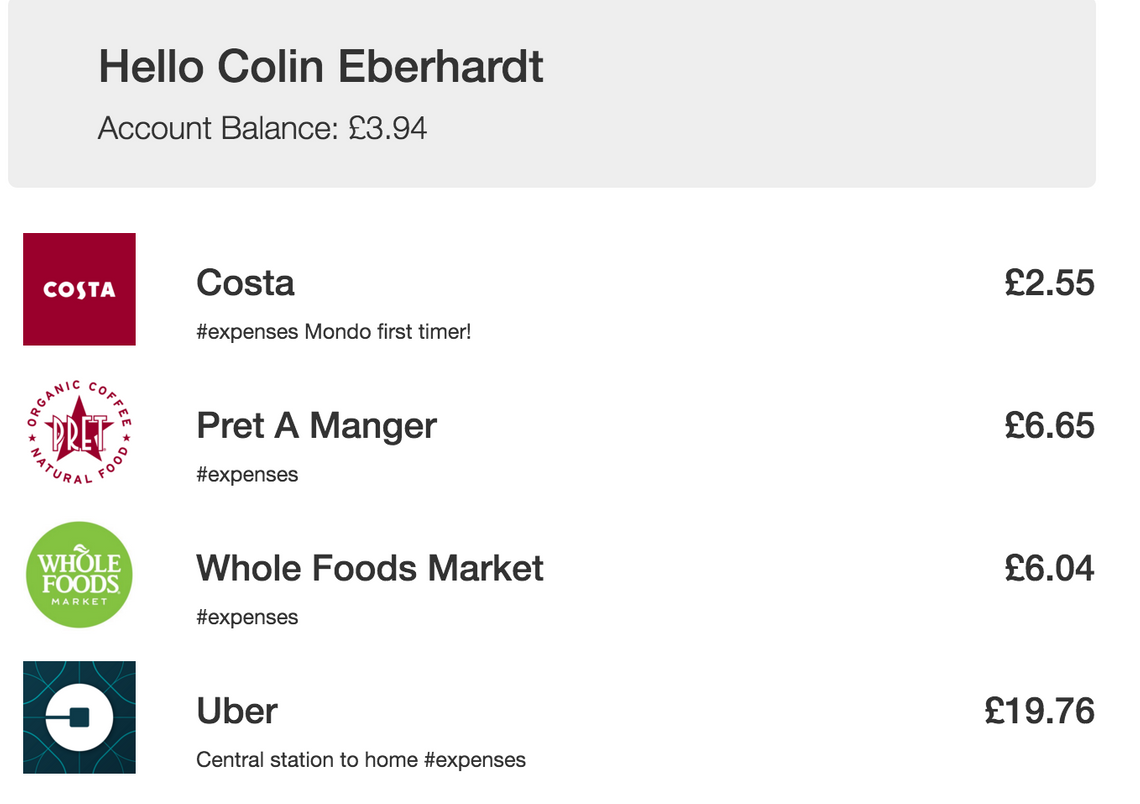 Hello Colin Eberhardt
Account Balance: £3.94
COSTA
Costa
£2.55
#expenses Mondo first timer!
ORGANIC COFFEE
PRET
NATURAL FOOD
Pret A Manger
£6.65
#expenses
WHOLE
FOODS
MARKET
Whole Foods Market
£6.04
#expenses
Uber
£19.76
Central station to home #expenses